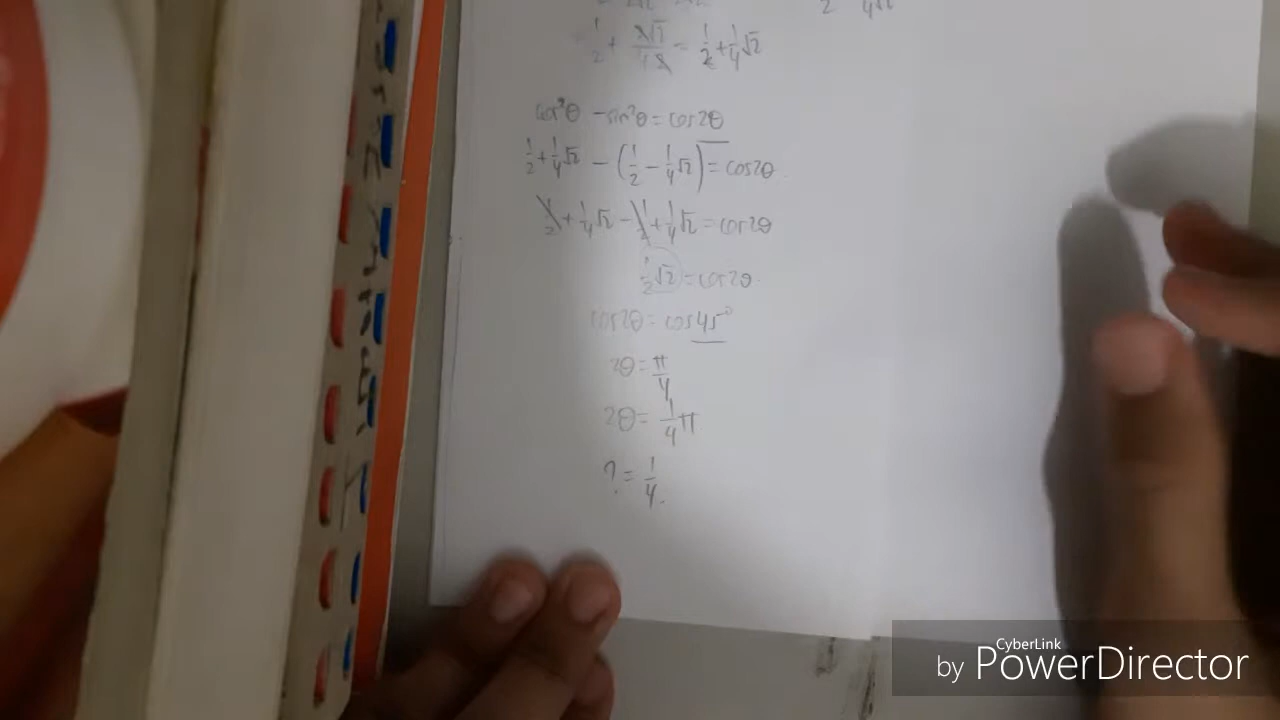 1/2 + √2/4 = 1/2 + 1/4√2
cos²θ - sin²θ = cos2θ
1/2 + 1/4√2 - (1/2 - 1/4√2) = cos2θ
1/2 + 1/4√2 - 1/2 + 1/4√2 = cos2θ
1/2√2 = cos2θ
cos2θ = cos45°
2θ = π/4
2θ = 1/4π
? = 1/4
CyberLink
by PowerDirector